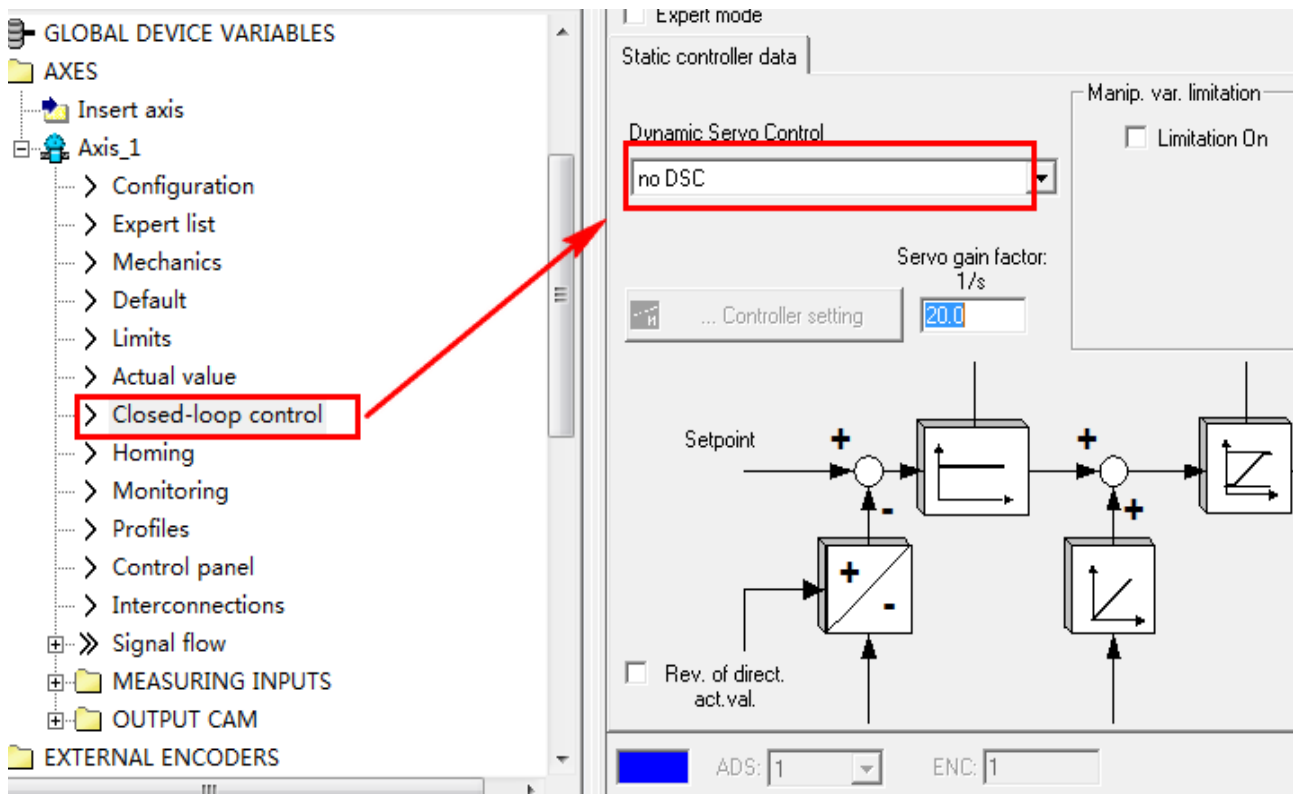 GLOBAL DEVICE VARIABLES
AXES
Insert axis
Axis_1
Configuration
Expert list
Mechanics
Default
Limits
Actual value
Closed-loop control
Homing
Monitoring
Profiles
Control panel
Interconnections
Signal flow
MEASURING INPUTS
OUTPUT CAM
EXTERNAL ENCODERS
Expert mode
Static controller data
Manip. var. limitation
Limitation On
Dynamic Servo Control
no DSC
Servo gain factor:
1/s
... Controller setting
20.0
Setpoint
+
+
-
+
+
-
Rev. of direct.
act.val.
ADS: 1
ENC: 1